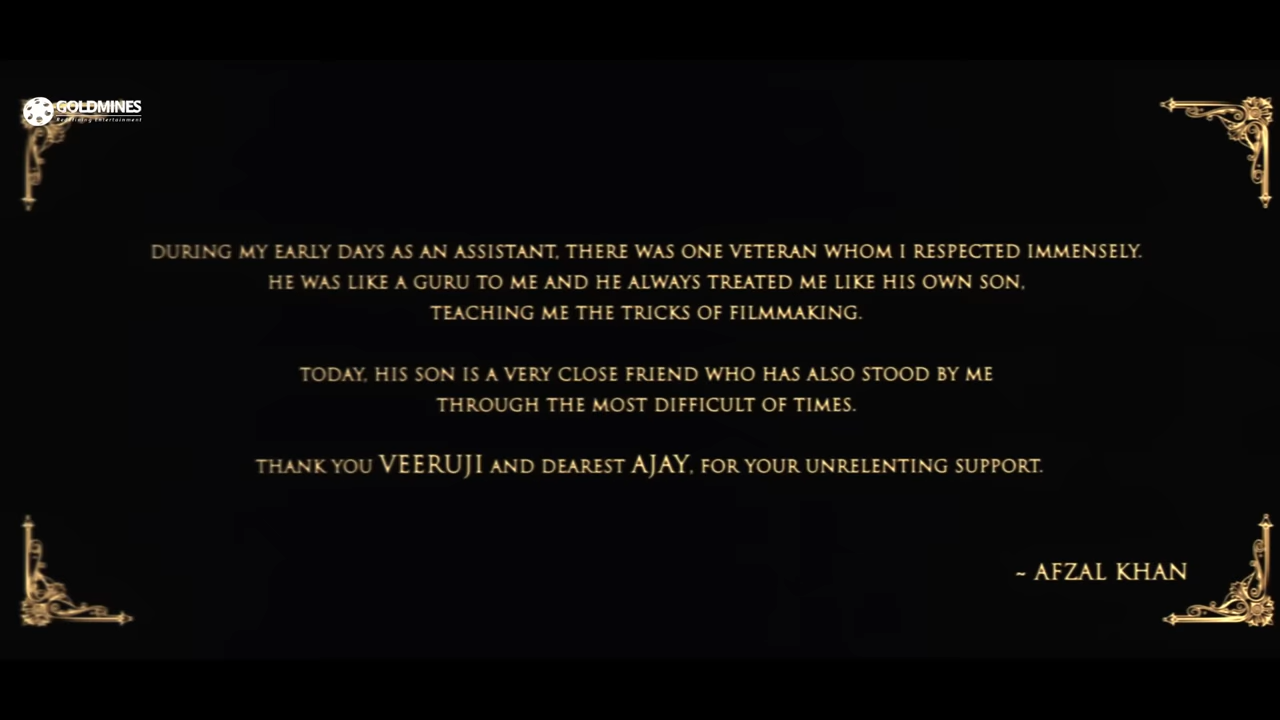 GOLDMINES
Redefining Entertainment
DURING MY EARLY DAYS AS AN ASSISTANT, THERE WAS ONE VETERAN WHOM I RESPECTED IMMENSELY.
HE WAS LIKE A GURU TO ME AND HE ALWAYS TREATED ME LIKE HIS OWN SON,
TEACHING ME THE TRICKS OF FILMMAKING.
TODAY, HIS SON IS A VERY CLOSE FRIEND WHO HAS ALSO STOOD BY ME
THROUGH THE MOST DIFFICULT OF TIMES.
THANK YOU VEERUJI AND DEAREST AJAY, FOR YOUR UNRELENTING SUPPORT.
~ AFZAL KHAN